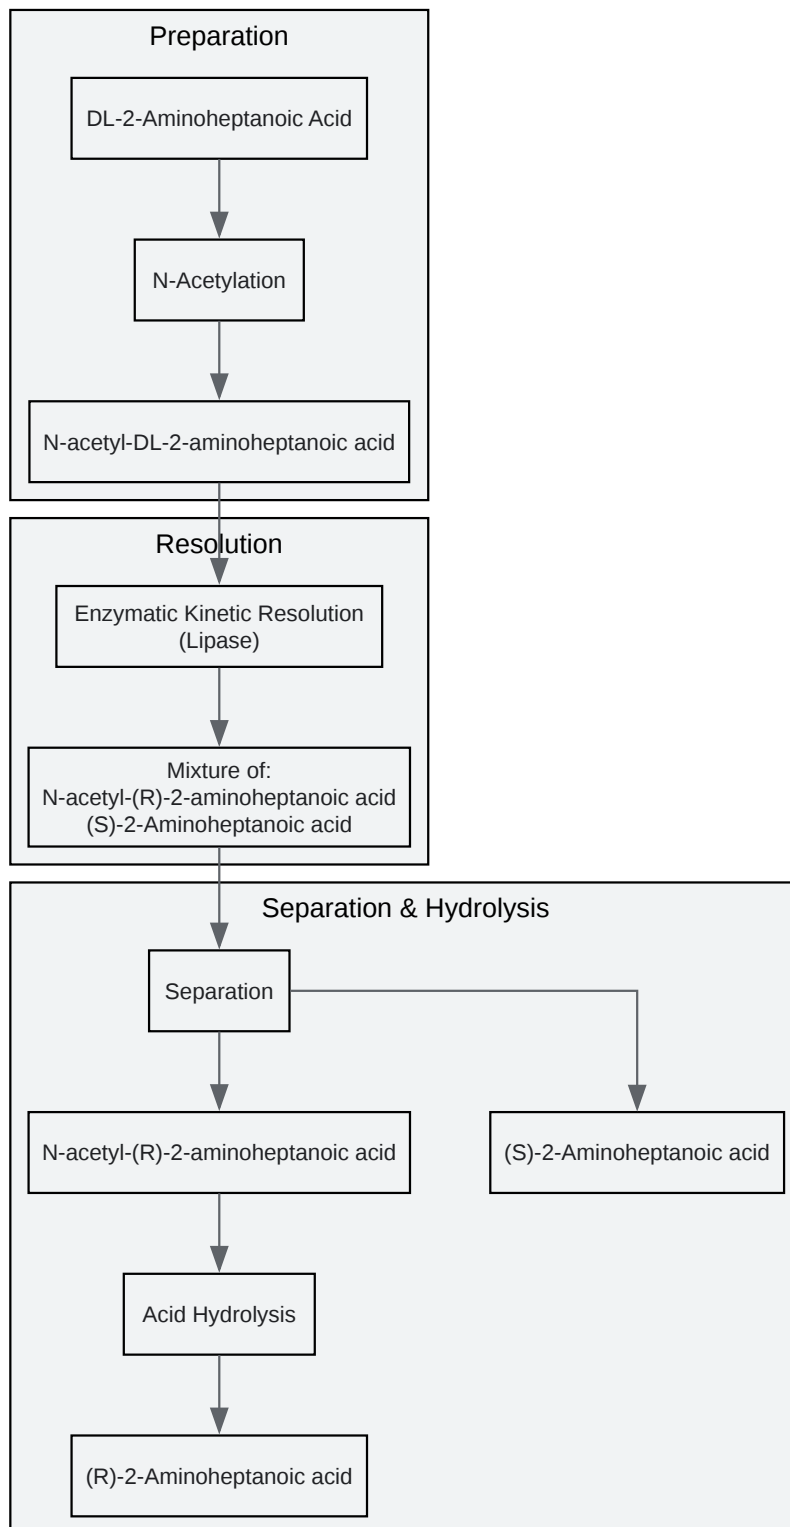 Preparation
DL-2-Aminoheptanoic Acid
N-Acetylation
N-acetyl-DL-2-aminoheptanoic acid
Resolution
Enzymatic Kinetic Resolution
(Lipase)
Mixture of:
N-acetyl-(R)-2-aminoheptanoic acid
(S)-2-Aminoheptanoic acid
Separation & Hydrolysis
Separation
N-acetyl-(R)-2-aminoheptanoic acid
(S)-2-Aminoheptanoic acid
Acid Hydrolysis
(R)-2-Aminoheptanoic acid